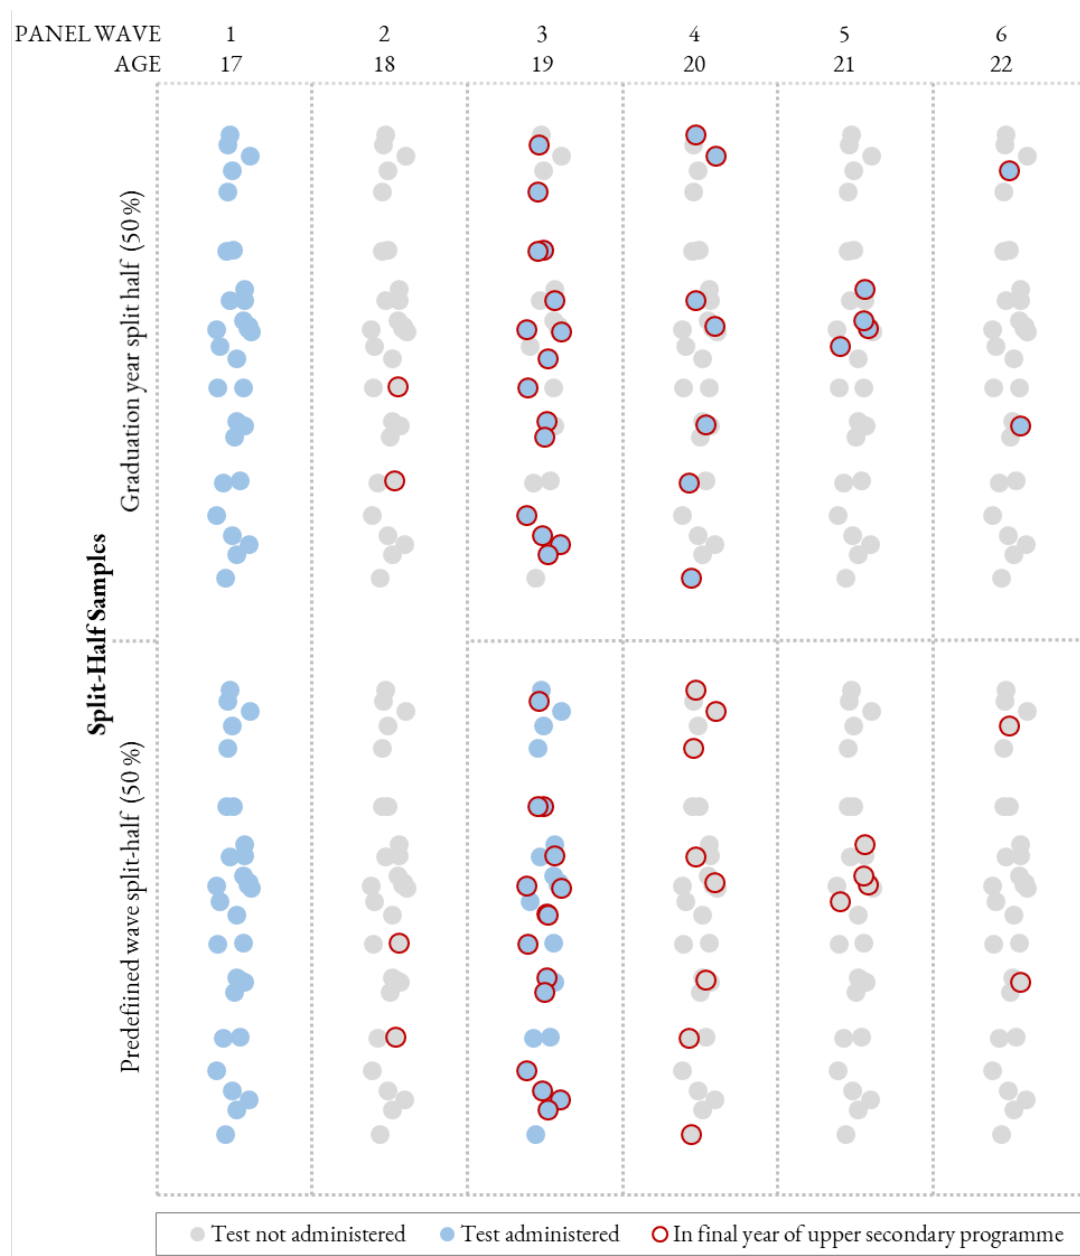 PANEL WAVE 1 2 3 4 5 6
AGE 17 18 19 20 21 22
Split-Half Samples
Graduation year split half (50 %)
Predefiined wave split-half (50 %)
Test not administered Test administered In final year of upper secondary programme